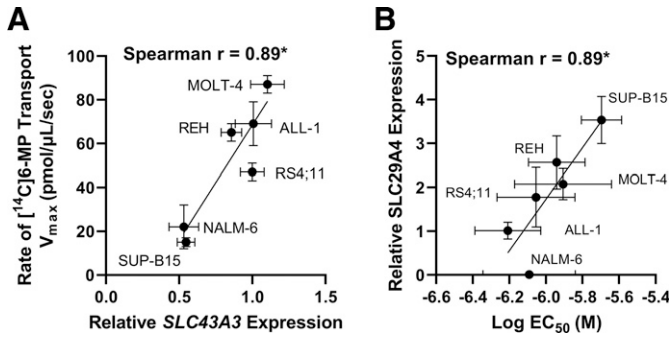 A
Spearman r = 0.89*
Rate of [¹⁴C]6-MP Transport
Vmax (pmol/µL/sec)
100
80
60
40
20
0
MOLT-4
REH
ALL-1
RS4;11
NALM-6
SUP-B15
0.0 0.5 1.0 1.5
Relative SLC43A3 Expression
B
Spearman r = 0.89*
Relative SLC29A4 Expression
5
4
3
2
1
0
SUP-B15
REH
MOLT-4
RS4;11
ALL-1
NALM-6
-6.6 -6.4 -6.2 -6.0 -5.8 -5.6 -5.4
Log EC₅₀ (M)